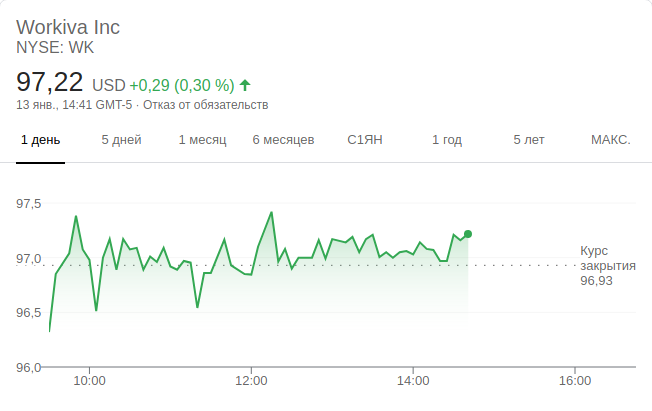 Workiva Inc
NYSE: WK
97,22 USD +0,29 (0,30 %)
13 янв., 14:41 GMT-5 · Отказ от обязательств
1 день 5 дней 1 месяц 6 месяцев С1ЯН 1 год 5 лет МАКС.
97,5
97,0
96,5
96,0
Курс
закрытия
96,93
10:00 12:00 14:00 16:00